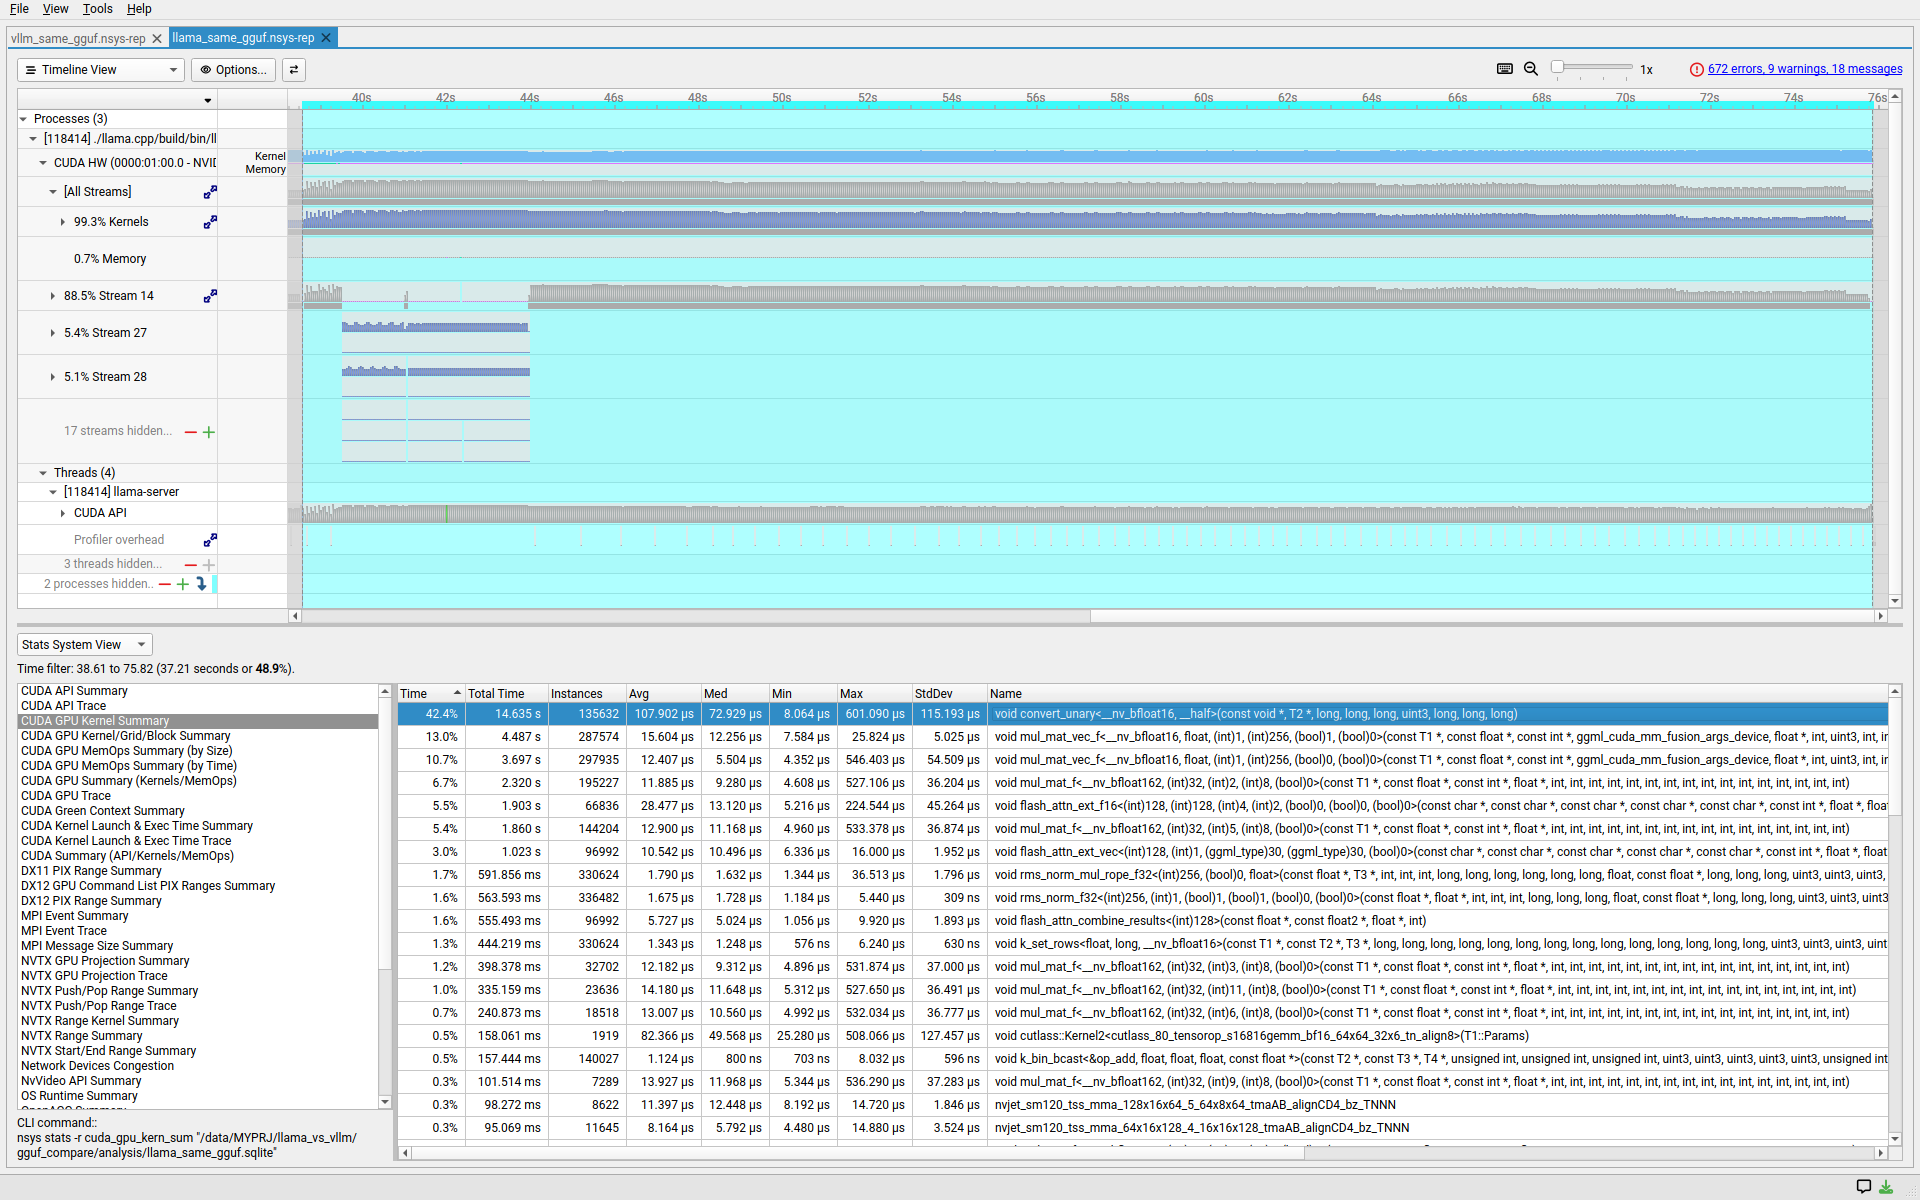 File View Tools Help
vllm_same_gguf.nsys-rep llama_same_gguf.nsys-rep
Timeline View Options... 1x 672 errors, 9 warnings, 18 messages
40s 42s 44s 46s 48s 50s 52s 54s 56s 58s 60s 62s 64s 66s 68s 70s 72s 74s 76s
Processes (3)
[118414] ./llama.cpp/build/bin/ll
CUDA HW (0000:01:00.0 - NVID Kernel
Memory
[All Streams]
99.3% Kernels
0.7% Memory
88.5% Stream 14
5.4% Stream 27
5.1% Stream 28
17 streams hidden...
Threads (4)
[118414] llama-server
CUDA API
Profiler overhead
3 threads hidden...
2 processes hidden..
Stats System View
Time filter: 38.61 to 75.82 (37.21 seconds or 48.9%).
CUDA API Summary
CUDA API Trace
CUDA GPU Kernel Summary
CUDA GPU Kernel/Grid/Block Summary
CUDA GPU MemOps Summary (by Size)
CUDA GPU MemOps Summary (by Time)
CUDA GPU Summary (Kernels/MemOps)
CUDA GPU Trace
CUDA Green Context Summary
CUDA Kernel Launch & Exec Time Summary
CUDA Kernel Launch & Exec Time Trace
CUDA Summary (API/Kernels/MemOps)
DX11 PIX Range Summary
DX12 GPU Command List PIX Ranges Summary
DX12 PIX Range Summary
MPI Event Summary
MPI Event Trace
MPI Message Size Summary
NVTX GPU Projection Summary
NVTX GPU Projection Trace
NVTX Push/Pop Range Summary
NVTX Push/Pop Range Trace
NVTX Range Kernel Summary
NVTX Range Summary
NVTX Start/End Range Summary
Network Devices Congestion
NvVideo API Summary
OS Runtime Summary
OpenACC Summary
CLI command::
nsys stats -r cuda_gpu_kern_sum "/data/MYPRJ/llama_vs_vllm/
gguf_compare/analysis/llama_same_gguf.sqlite"
Time Total Time Instances Avg Med Min Max StdDev Name
42.4% 14.635 s 135632 107.902 μs 72.929 μs 8.064 μs 601.090 μs 115.193 μs void convert_unary<__nv_bfloat16, __half>(const void *, T2 *, long, long, long, uint3, long, long, long)
13.0% 4.487 s 287574 15.604 μs 12.256 μs 7.584 μs 25.824 μs 5.025 μs void mul_mat_vec_f<__nv_bfloat16, float, (int)1, (int)256, (bool)1, (bool)0>(const T1 *, const float *, const int *, ggml_cuda_mm_fusion_args_device, float *, int, uint3, int, in
10.7% 3.697 s 297935 12.407 μs 5.504 μs 4.352 μs 546.403 μs 54.509 μs void mul_mat_vec_f<__nv_bfloat16, float, (int)1, (int)256, (bool)0, (bool)0>(const T1 *, const float *, const int *, ggml_cuda_mm_fusion_args_device, float *, int, uint3, int, in
6.7% 2.320 s 195227 11.885 μs 9.280 μs 4.608 μs 527.106 μs 36.204 μs void mul_mat_f<__nv_bfloat162, (int)32, (int)2, (int)8, (bool)0>(const T1 *, const float *, const int *, float *, int, int, int, int, int, int, int, int, int, int, int, int, int, int)
5.5% 1.903 s 66836 28.477 μs 13.120 μs 5.216 μs 224.544 μs 45.264 μs void flash_attn_ext_f16<(int)128, (int)128, (int)4, (int)2, (bool)0, (bool)0, (bool)0>(const char *, const char *, const char *, const char *, const char *, const int *, float *, float
5.4% 1.860 s 144204 12.900 μs 11.168 μs 4.960 μs 533.378 μs 36.874 μs void mul_mat_f<__nv_bfloat162, (int)32, (int)5, (int)8, (bool)0>(const T1 *, const float *, const int *, float *, int, int, int, int, int, int, int, int, int, int, int, int, int, int)
3.0% 1.023 s 96992 10.542 μs 10.496 μs 6.336 μs 16.000 μs 1.952 μs void flash_attn_ext_vec<(int)128, (int)1, (ggml_type)30, (ggml_type)30, (bool)0>(const char *, const char *, const char *, const char *, const char *, const int *, float *, float
1.7% 591.856 ms 330624 1.790 μs 1.632 μs 1.344 μs 36.513 μs 1.796 μs void rms_norm_mul_rope_f32<(int)256, (bool)0, float>(const float *, T3 *, int, int, int, long, long, long, long, long, float, const float *, long, long, long, uint3, uint3,
1.6% 563.593 ms 336482 1.675 μs 1.728 μs 1.184 μs 5.440 μs 309 ns void rms_norm_f32<(int)256, (bool)1, (bool)1, (bool)0, (bool)0>(const float *, float *, int, int, int, long, long, long, float, const float *, long, long, long, uint3, uint3, uint3
1.6% 555.493 ms 96992 5.727 μs 5.024 μs 1.056 μs 9.920 μs 1.893 μs void flash_attn_combine_results<(int)128>(const float *, const float2 *, float *, int)
1.3% 444.219 ms 330624 1.343 μs 1.248 μs 576 ns 6.240 μs 630 ns void k_set_rows<float, long, __nv_bfloat16>(const T1 *, const T2 *, T3 *, long, long, long, long, long, long, long, long, long, long, long, long, long, uint3, uint3, uint3, uint
1.2% 398.378 ms 32702 12.182 μs 9.312 μs 4.896 μs 531.874 μs 37.000 μs void mul_mat_f<__nv_bfloat162, (int)32, (int)3, (int)8, (bool)0>(const T1 *, const float *, const int *, float *, int, int, int, int, int, int, int, int, int, int, int, int, int, int)
1.0% 335.159 ms 23636 14.180 μs 11.648 μs 5.312 μs 527.650 μs 36.491 μs void mul_mat_f<__nv_bfloat162, (int)32, (int)11, (int)8, (bool)0>(const T1 *, const float *, const int *, float *, int, int, int, int, int, int, int, int, int, int, int, int, int, int)
0.7% 240.873 ms 18518 13.007 μs 10.560 μs 4.992 μs 532.034 μs 36.777 μs void mul_mat_f<__nv_bfloat162, (int)32, (int)6, (int)8, (bool)0>(const T1 *, const float *, const int *, float *, int, int, int, int, int, int, int, int, int, int, int, int, int, int)
0.5% 158.061 ms 1919 82.366 μs 49.568 μs 25.280 μs 508.066 μs 127.457 μs void cutlass::Kernel2<cutlass_80_tensorop_s16816gemm_bf16_64x64_32x6_tn_align8>(T1::Params)
0.5% 157.444 ms 140027 1.124 μs 800 ns 703 ns 8.032 μs 596 ns void k_bin_bcast<&op_add, float, float, float, const float *>(const T2 *, const T3 *, T4 *, unsigned int, unsigned int, unsigned int, uint3, uint3, uint3, uint3, uint3, unsigned int
0.3% 101.514 ms 7289 13.927 μs 11.968 μs 5.344 μs 536.290 μs 37.283 μs void mul_mat_f<__nv_bfloat162, (int)32, (int)9, (int)8, (bool)0>(const T1 *, const float *, const int *, float *, int, int, int, int, int, int, int, int, int, int, int, int, int, int)
0.3% 98.272 ms 8622 11.397 μs 12.448 μs 8.192 μs 14.720 μs 1.846 μs nvjet_sm120_tss_mma_128x16x64_5_64x8x64_tmaAB_alignCD4_bz_TNNN
0.3% 95.069 ms 11645 8.164 μs 5.792 μs 4.480 μs 14.880 μs 3.524 μs nvjet_sm120_tss_mma_64x16x128_4_16x16x128_tmaAB_alignCD4_bz_TNNN